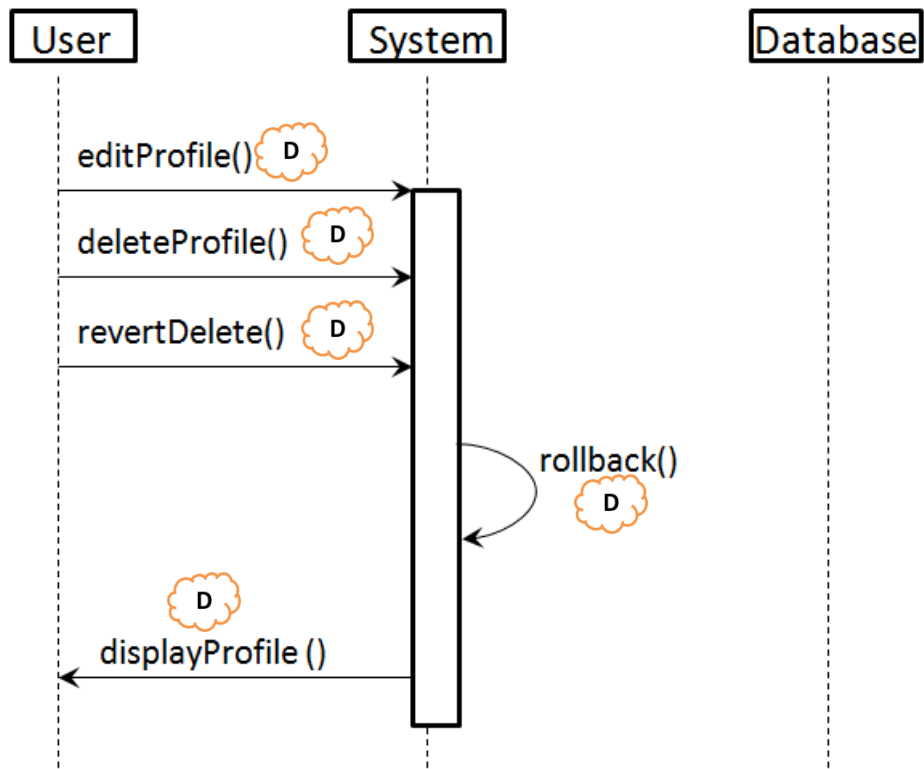 User System Database
editProfile() D
deleteProfile() D
revertDelete() D
rollback()
D
D
displayProfile ()